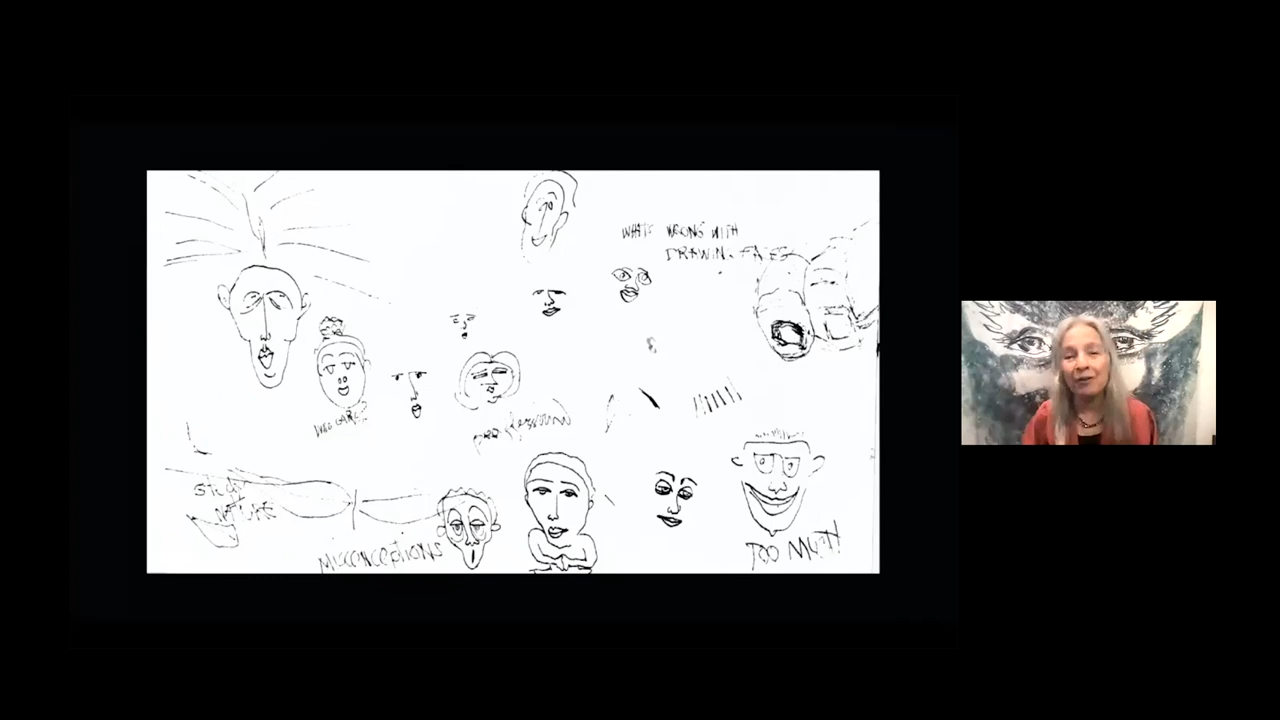 WHAT'S WRONG WITH
DRAWING FACES
WHO CARES?
STUDY
NATURE
MISCONCEPTIONS
TOO MUCH